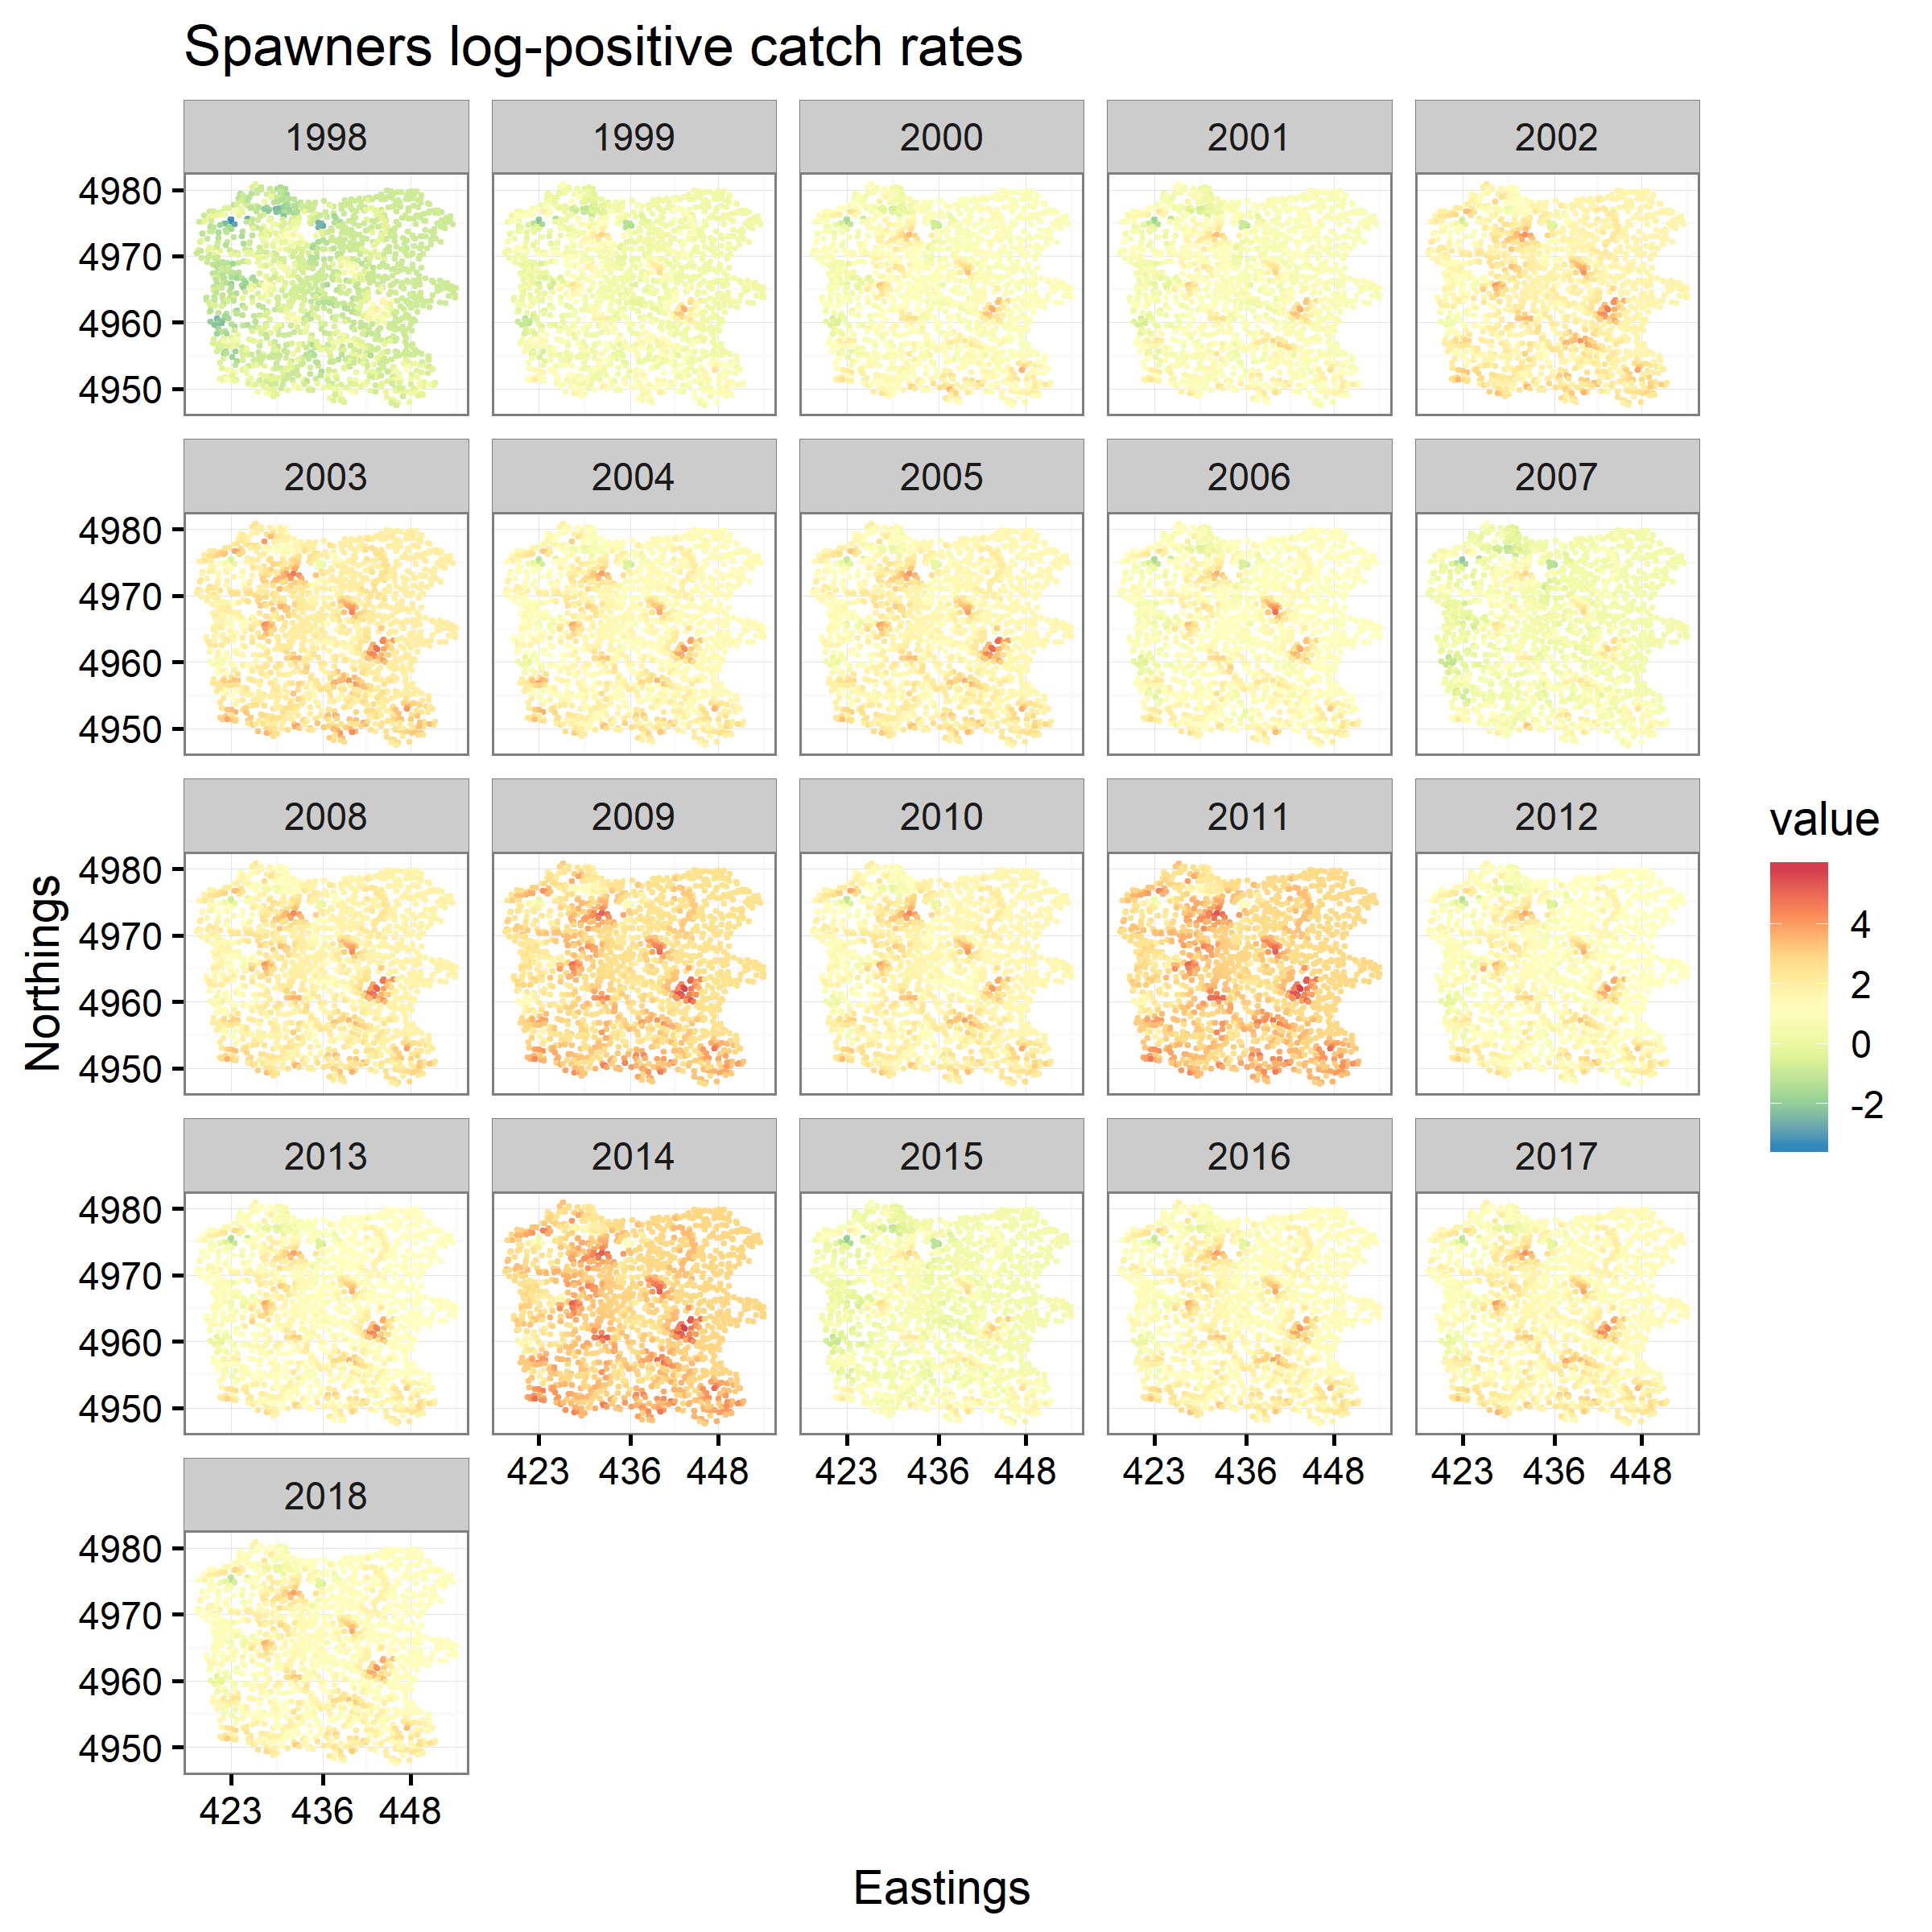 Spawners log-positive catch rates
1998 1999 2000 2001 2002
4980
4970
4960
4950
2003 2004 2005 2006 2007
4980
4970
4960
4950
2008 2009 2010 2011 2012
4980
4970
4960
4950
2013 2014 2015 2016 2017
4980
4970
4960
4950
423 436 448 423 436 448 423 436 448 423 436 448
2018
4980
4970
4960
4950
423 436 448
Northings
Eastings
value
4
2
0
-2